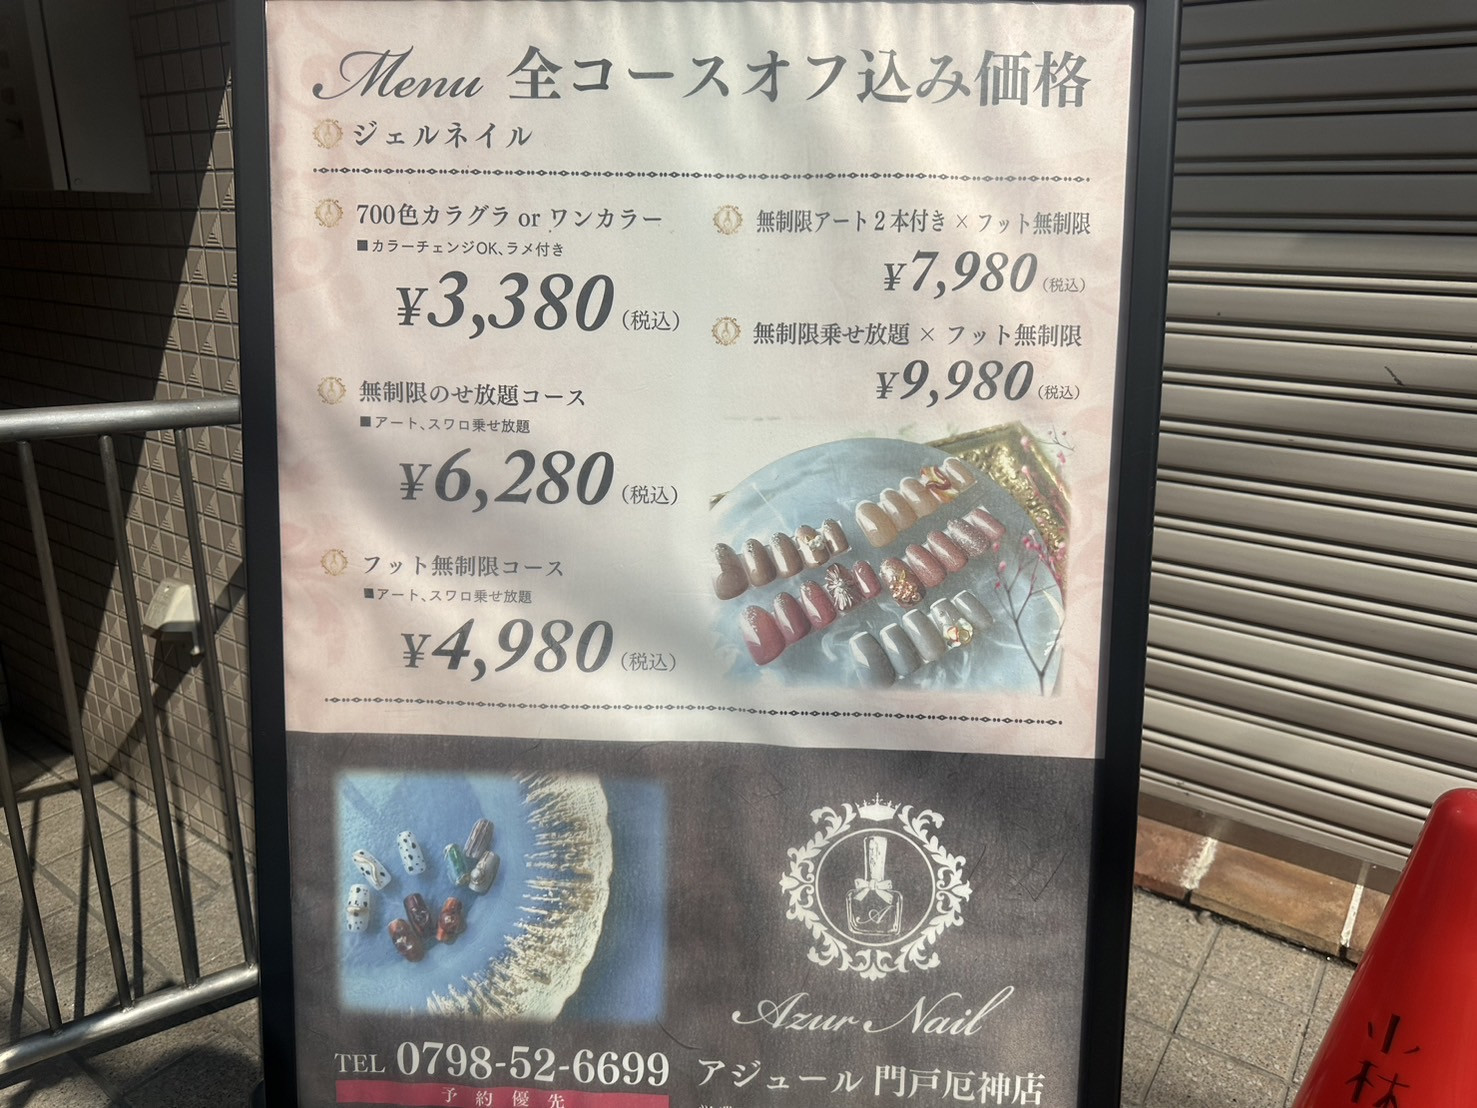 Menu 全コースオフ込み価格
ジェルネイル
700色カラグラ or ワンカラー
■カラーチェンジOK、ラメ付き
¥3,380(税込)
無制限のせ放題コース
■アート、スワロ乗せ放題
¥6,280(税込)
フット無制限コース
■アート、スワロ乗せ放題
¥4,980(税込)
無制限アート2本付き×フット無制限
¥7,980(税込)
無制限乗せ放題×フット無制限
¥9,980(税込)
A
Azur Nail
TEL 0798-52-6699
予約優先
アジュール 門戸厄神店
小林